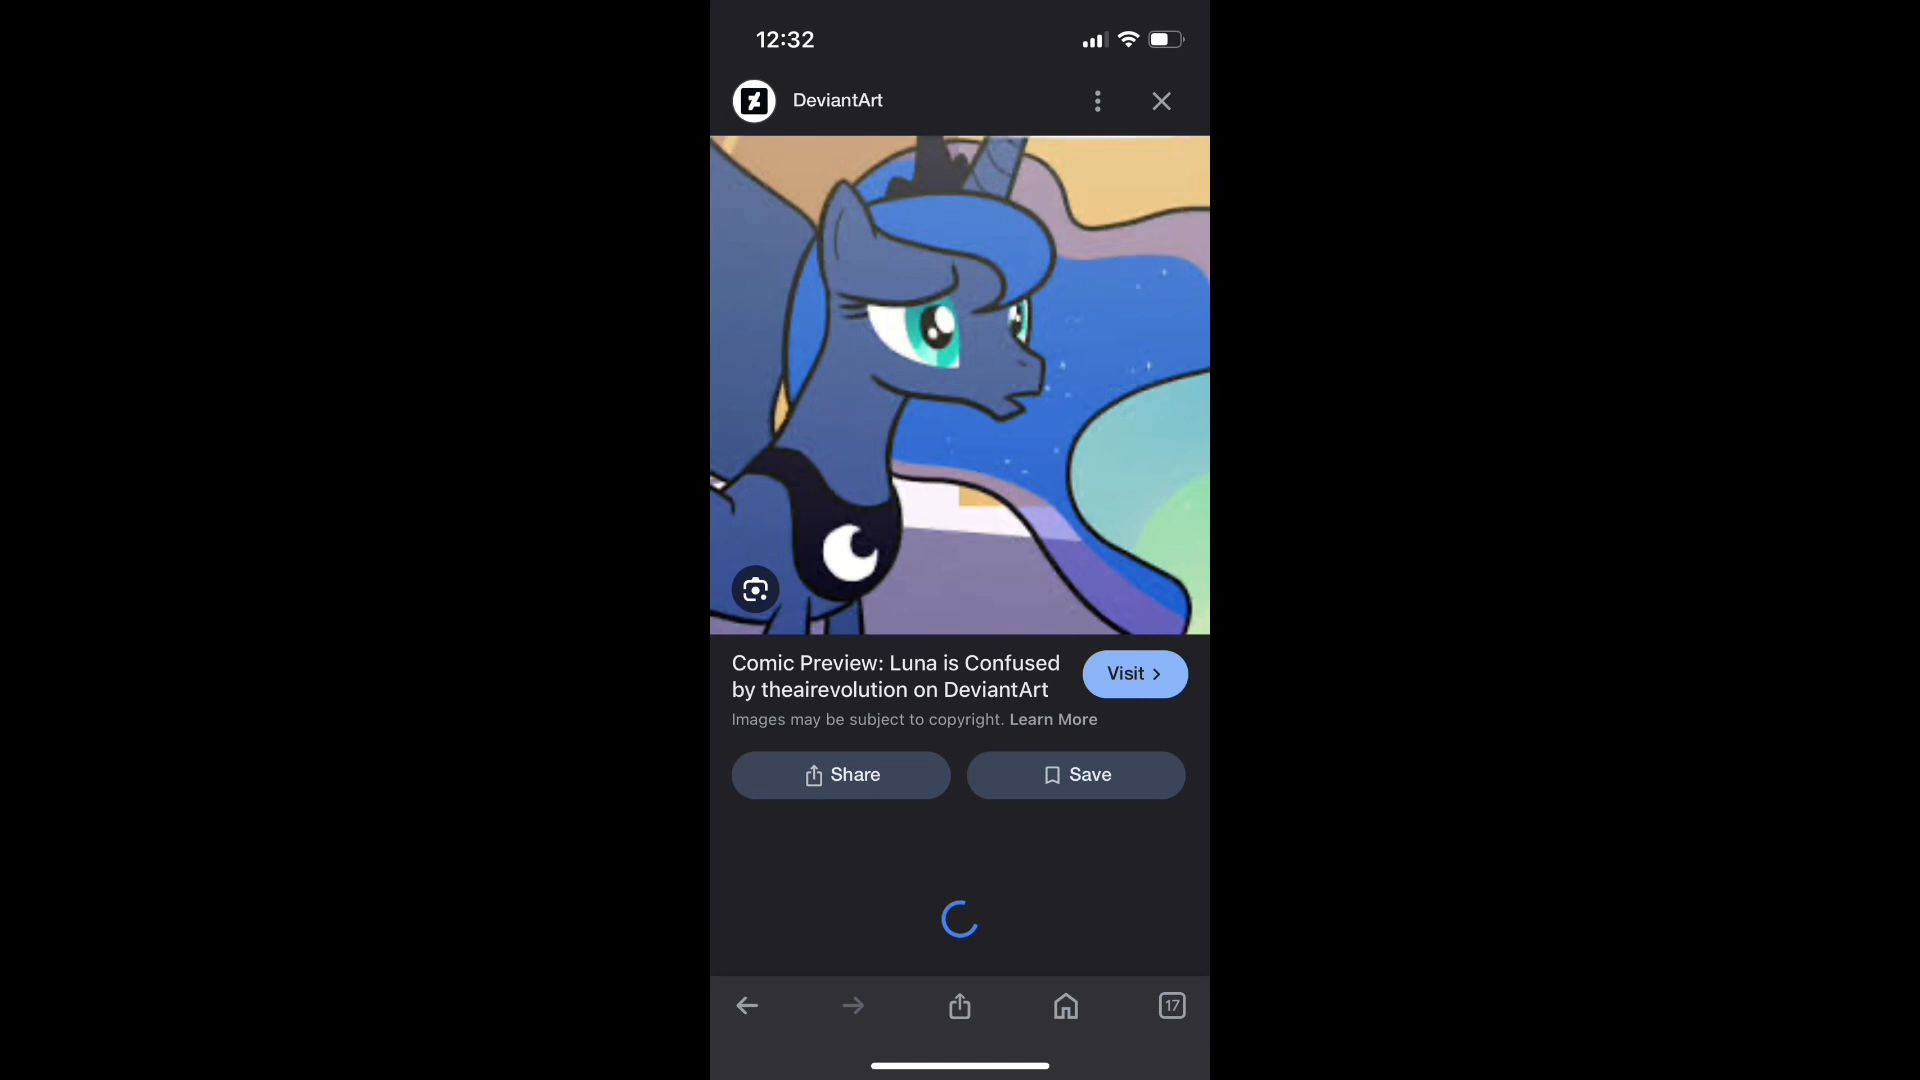 12:32
DeviantArt
Comic Preview: Luna is Confused
by theairevolution on DeviantArt
Visit
Images may be subject to copyright. Learn More
Share
Save
17